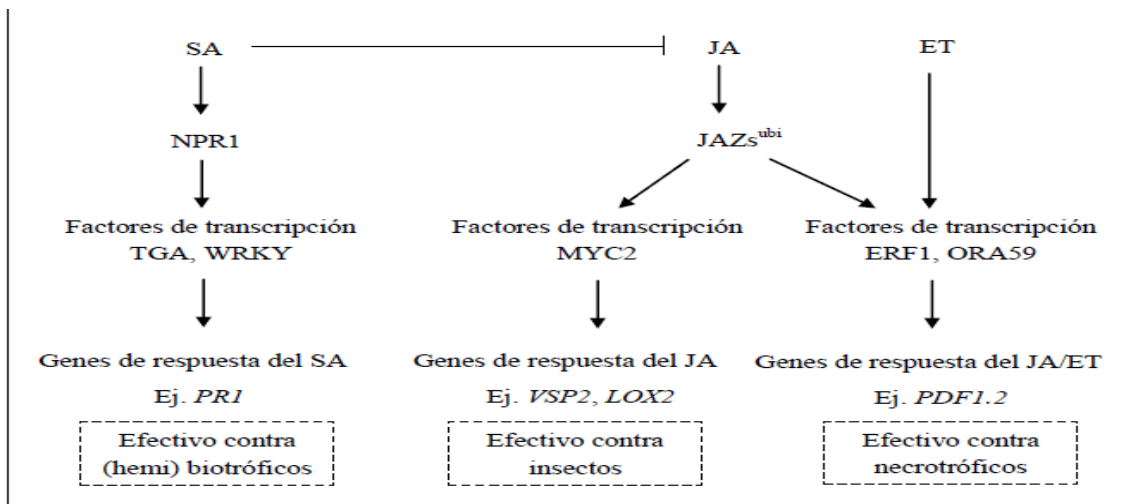 SA JA ET
NPR1 JAZs^ubi
Factores de transcripción Factores de transcripción Factores de transcripción
TGA, WRKY MYC2 ERF1, ORA59
Genes de respuesta del SA Genes de respuesta del JA Genes de respuesta del JA/ET
Ej. PR1 Ej. VSP2, LOX2 Ej. PDF1.2
Efectivo contra Efectivo contra Efectivo contra
(hemi) biotróficos insectos necrotróficos